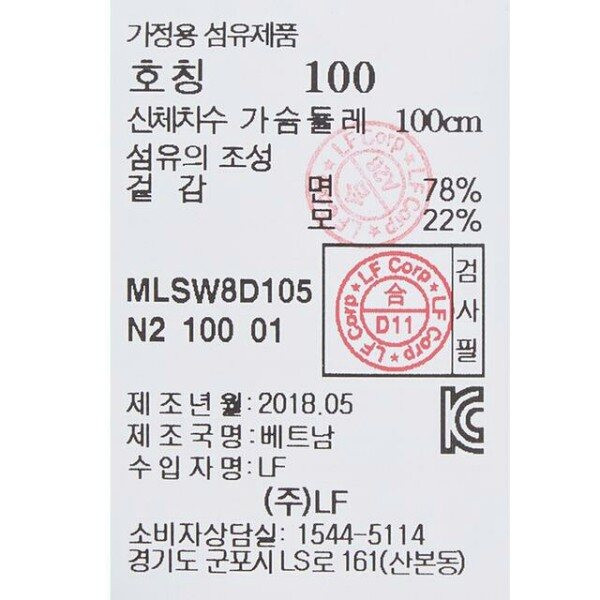 가정용 섬유제품
호칭 100
신체치수 가슴둘레 100cm
섬유의 조성
겉감 면 78%
모 22%
LF Corp ★ LF Corp ★
MLSW8D105
N2 100 01
LF Corp ★ LF Corp ★
合
D11
검사필
제조년월: 2018.05
제조국명: 베트남
수입자명: LF
(주)LF
소비자상담실: 1544-5114
경기도 군포시 LS로 161(산본동)